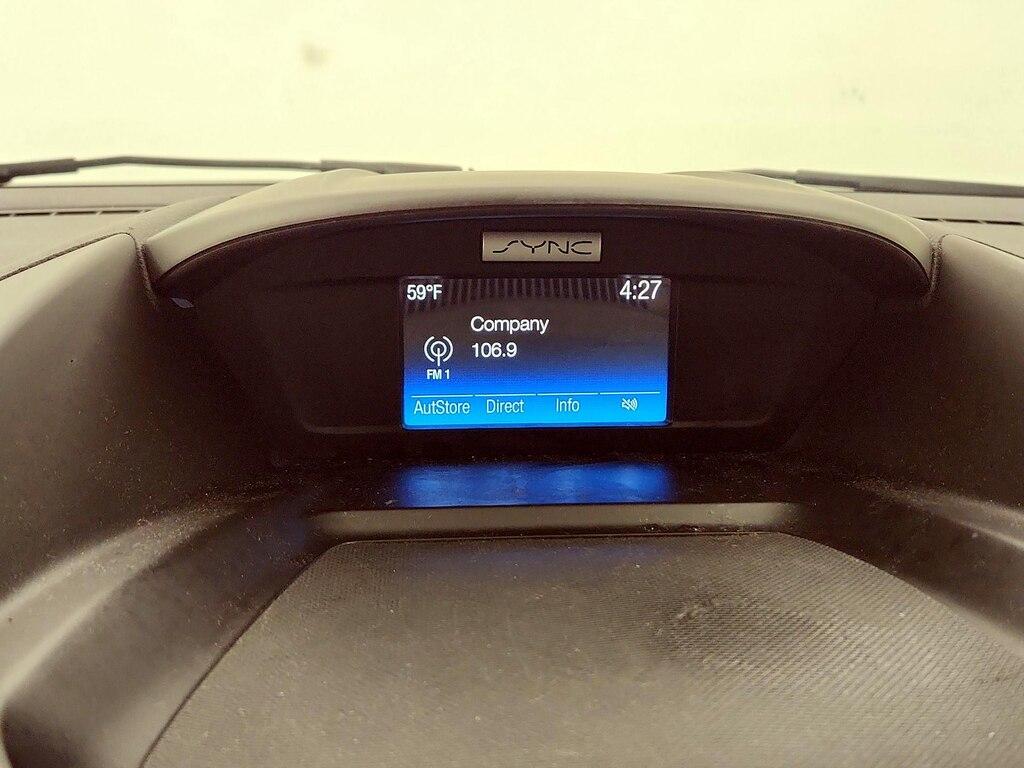 SYNC
59°F 4:27
Company
106.9
FM 1
AutStore Direct Info